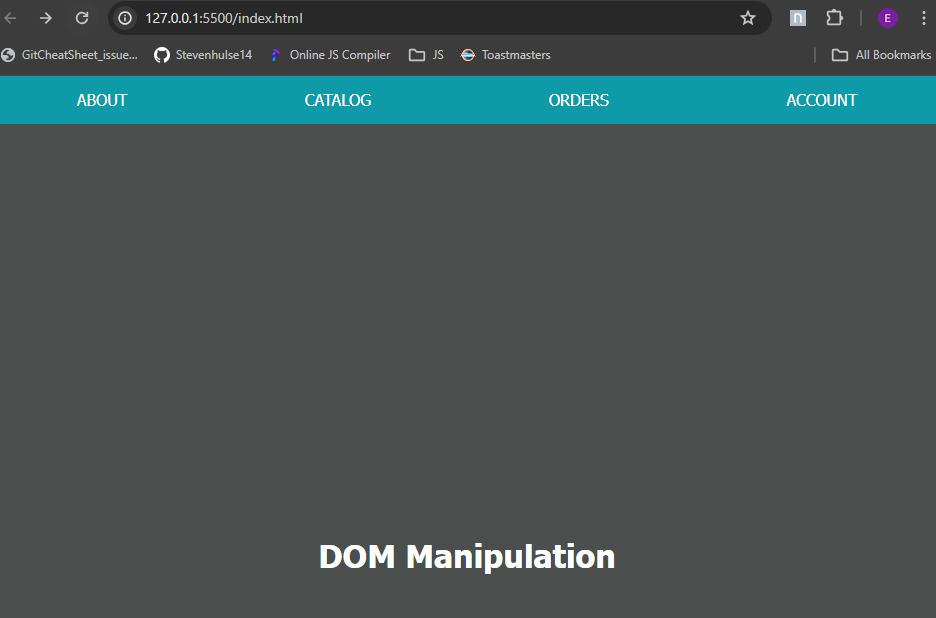 127.0.0.1:5500/index.html
E
GitCheatSheet_issue... Stevenhulse14 Online JS Compiler JS Toastmasters All Bookmarks
ABOUT CATALOG ORDERS ACCOUNT
DOM Manipulation